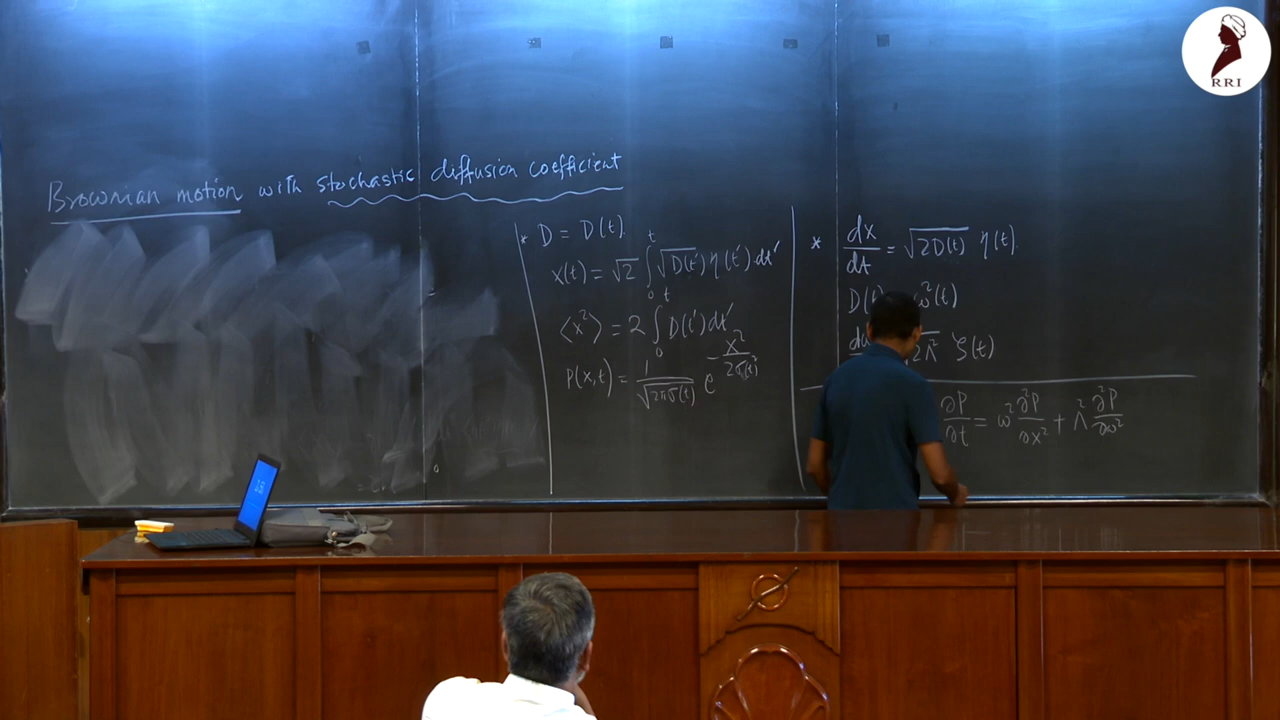 RRI
Brownian motion with stochastic diffusion coefficient
* D = D(t).
x(t) = √2 ∫₀ᵗ √D(t′) η(t′) dt′
⟨x²⟩ = 2 ∫₀ᵗ D(t′) dt′
P(x,t) = 1/√2πσ(t) e^(-x²/2σ(t)²)
* dx/dt = √2D(t) η(t).
D(t) ω²(t)
2Λ² ζ(t)
∂P/∂t = ω² ∂²P/∂x² + Λ² ∂²P/∂ω²